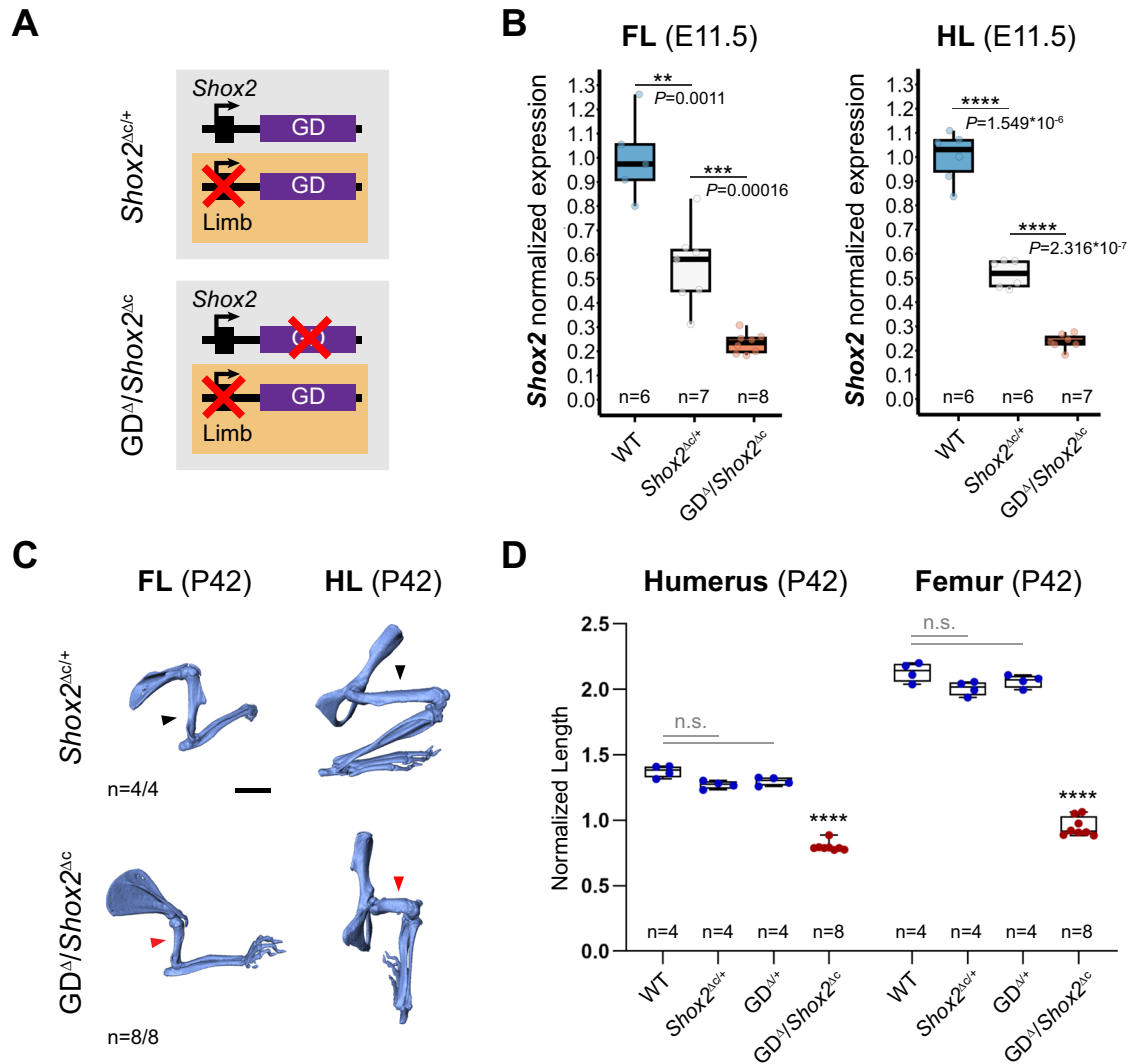 A
Shox2
GD
GD
Limb
Shox2Δc/+
Shox2
GD
GD
Limb
GDΔ/Shox2Δc
B
FL (E11.5)
Shox2 normalized expression
1.3
1.2
1.1
1.0
0.9
0.8
0.7
0.6
0.5
0.4
0.3
0.2
0.1
0.0
**
P=0.0011
***
P=0.00016
n=6
n=7
n=8
WT
Shox2Δc/+
GDΔ/Shox2Δc
HL (E11.5)
Shox2 normalized expression
1.3
1.2
1.1
1.0
0.9
0.8
0.7
0.6
0.5
0.4
0.3
0.2
0.1
0.0
****
P=1.549*10-6
****
P=2.316*10-7
n=6
n=6
n=7
WT
Shox2Δc/+
GDΔ/Shox2Δc
C
FL (P42)
HL (P42)
Shox2Δc/+
n=4/4
GDΔ/Shox2Δc
n=8/8
D
Humerus (P42)
Femur (P42)
Normalized Length
2.5
2.0
1.5
1.0
0.5
0.0
n.s.
****
n.s.
****
n=4
n=4
n=4
n=8
n=4
n=4
n=4
n=8
WT
Shox2Δc/+
GDΔ/+
GDΔ/Shox2Δc
WT
Shox2Δc/+
GDΔ/+
GDΔ/Shox2Δc